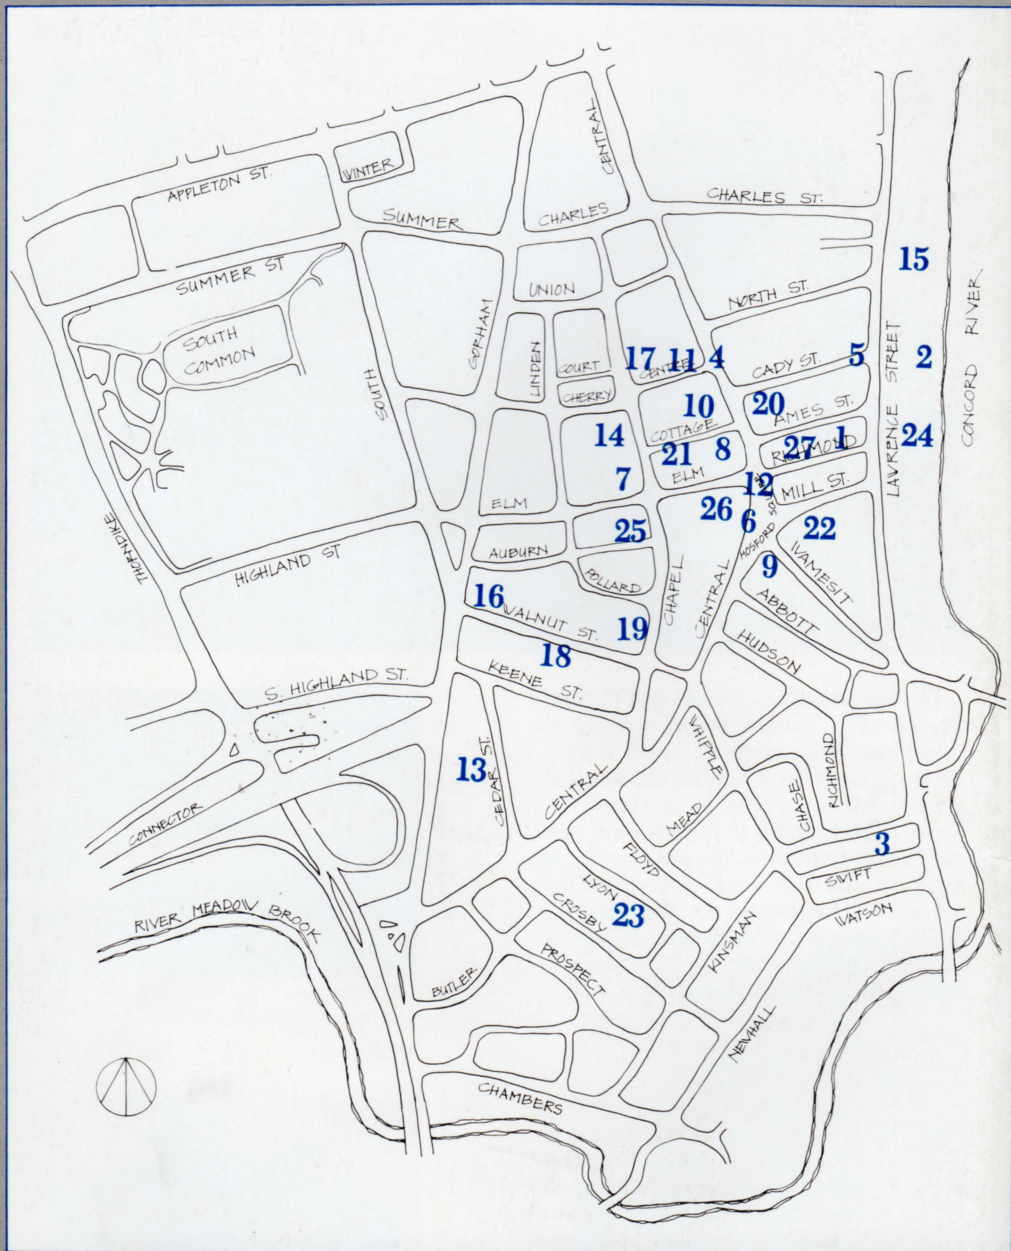 CENTRAL
WINTER
APPLETON ST.
SUMMER
CHARLES
CHARLES ST.
15
SUMMER ST
UNION
NORTH ST.
SOUTH
COMMON
GORHAM
LINDEN
COURT
17
CENTRE
11
4
CADY ST.
5
LAWRENCE STREET
2
CONCORD RIVER
SOUTH
CHERRY
10
20
AMES ST.
14
COTTAGE
21
8
27
RICHMOND
1
24
7
ELM
12
MILL ST.
ELM
26
6
HOSFORD SQ.
22
25
AUBURN
WAMESIT
THORNDIKE
HIGHLAND ST
POLLARD
CHAPEL
CENTRAL
9
ABBOTT
16
WALNUT ST.
19
HUDSON
18
KEENE ST.
S. HIGHLAND ST.
WHIPPLE
RICHMOND
13
CEDAR ST.
CENTRAL
MEAD
CHASE
CONNECTOR
FLOYD
3
SWIFT
LYON
CROSBY
23
WATSON
RIVER MEADOW BROOK
KINSMAN
PROSPECT
BUTLER
NEWHALL
CHAMBERS